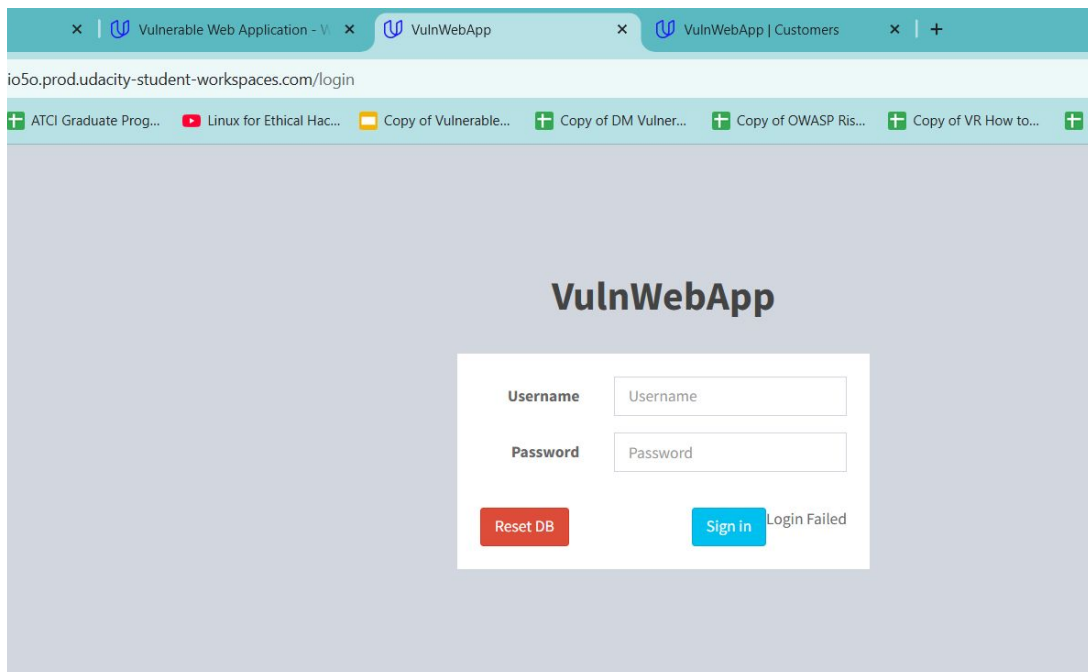 Vulnerable Web Application - W
VulnWebApp
VulnWebApp | Customers
io5o.prod.udacity-student-workspaces.com/login
ATCI Graduate Prog...
Linux for Ethical Hac...
Copy of Vulnerable...
Copy of DM Vulner...
Copy of OWASP Ris...
Copy of VR How to...
VulnWebApp
Username
Username
Password
Password
Reset DB
Sign in
Login Failed